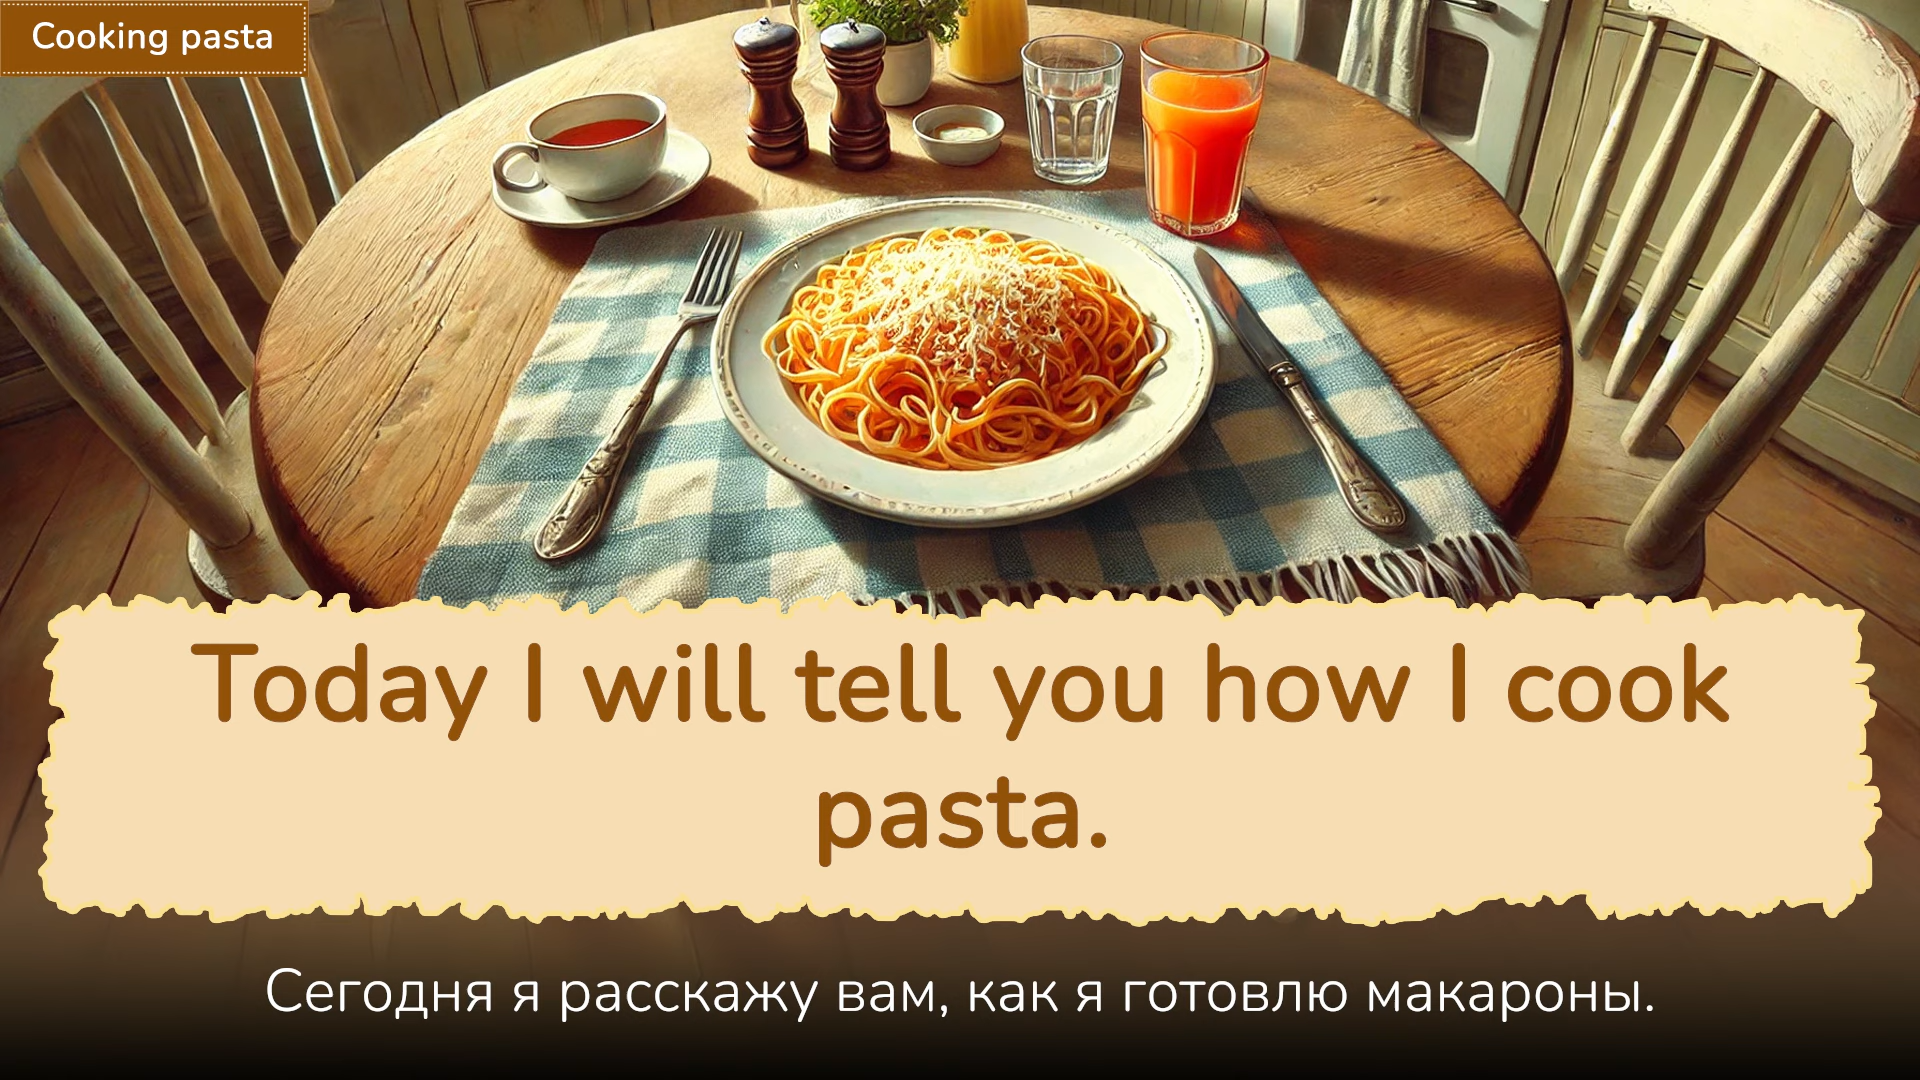 Cooking pasta
Today I will tell you how I cook
pasta.
Сегодня я расскажу вам, как я готовлю макароны.